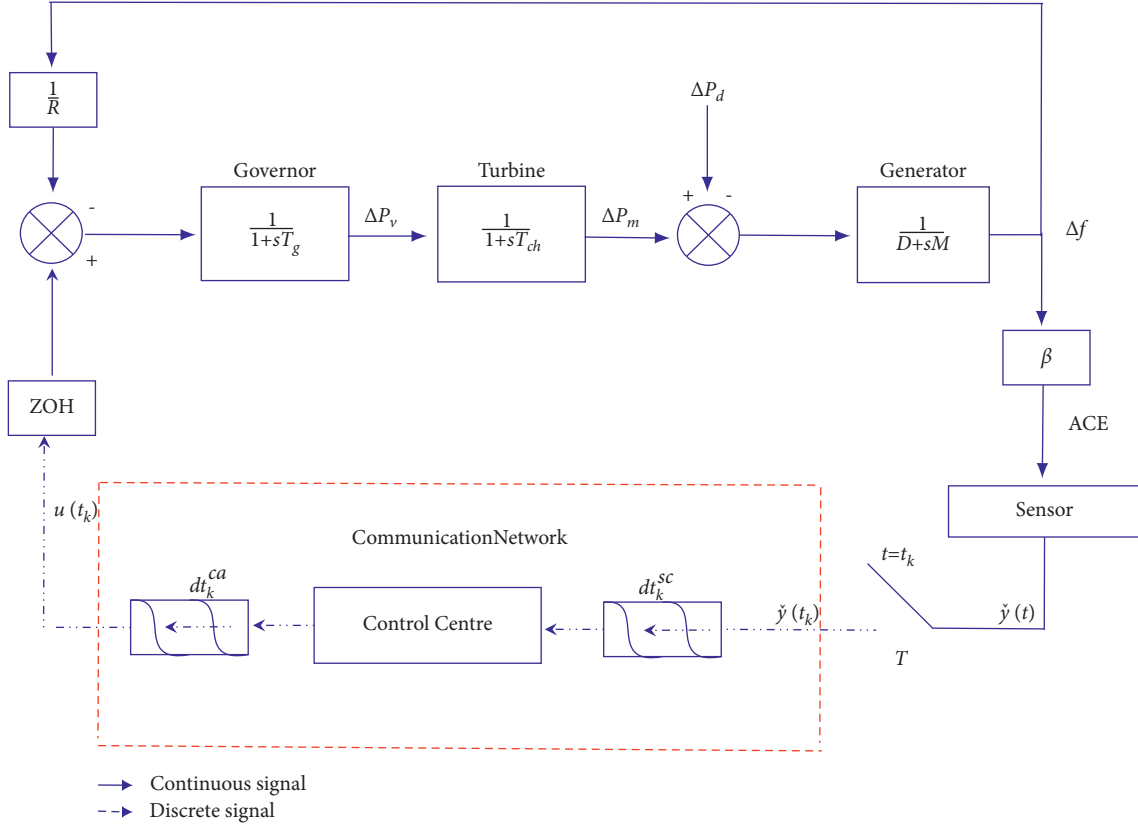 1
R
ΔP_d
Governor
Turbine
Generator
-
+
1
1+sT_g
ΔP_v
1
1+sT_ch
ΔP_m
+
-
1
D+sM
Δf
β
ZOH
ACE
u (t_k)
Sensor
CommunicationNetwork
t=t_k
dt_k^ca
Control Centre
dt_k^sc
y̌ (t_k)
y̌ (t)
T
Continuous signal
Discrete signal